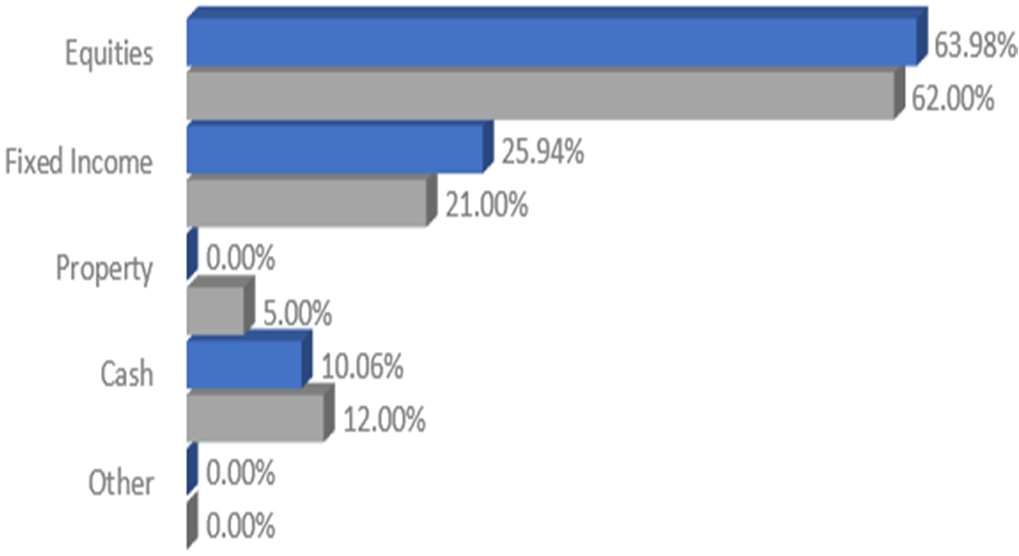 Equities
63.98%
62.00%
Fixed Income
25.94%
21.00%
Property
0.00%
5.00%
Cash
10.06%
12.00%
Other
0.00%
0.00%